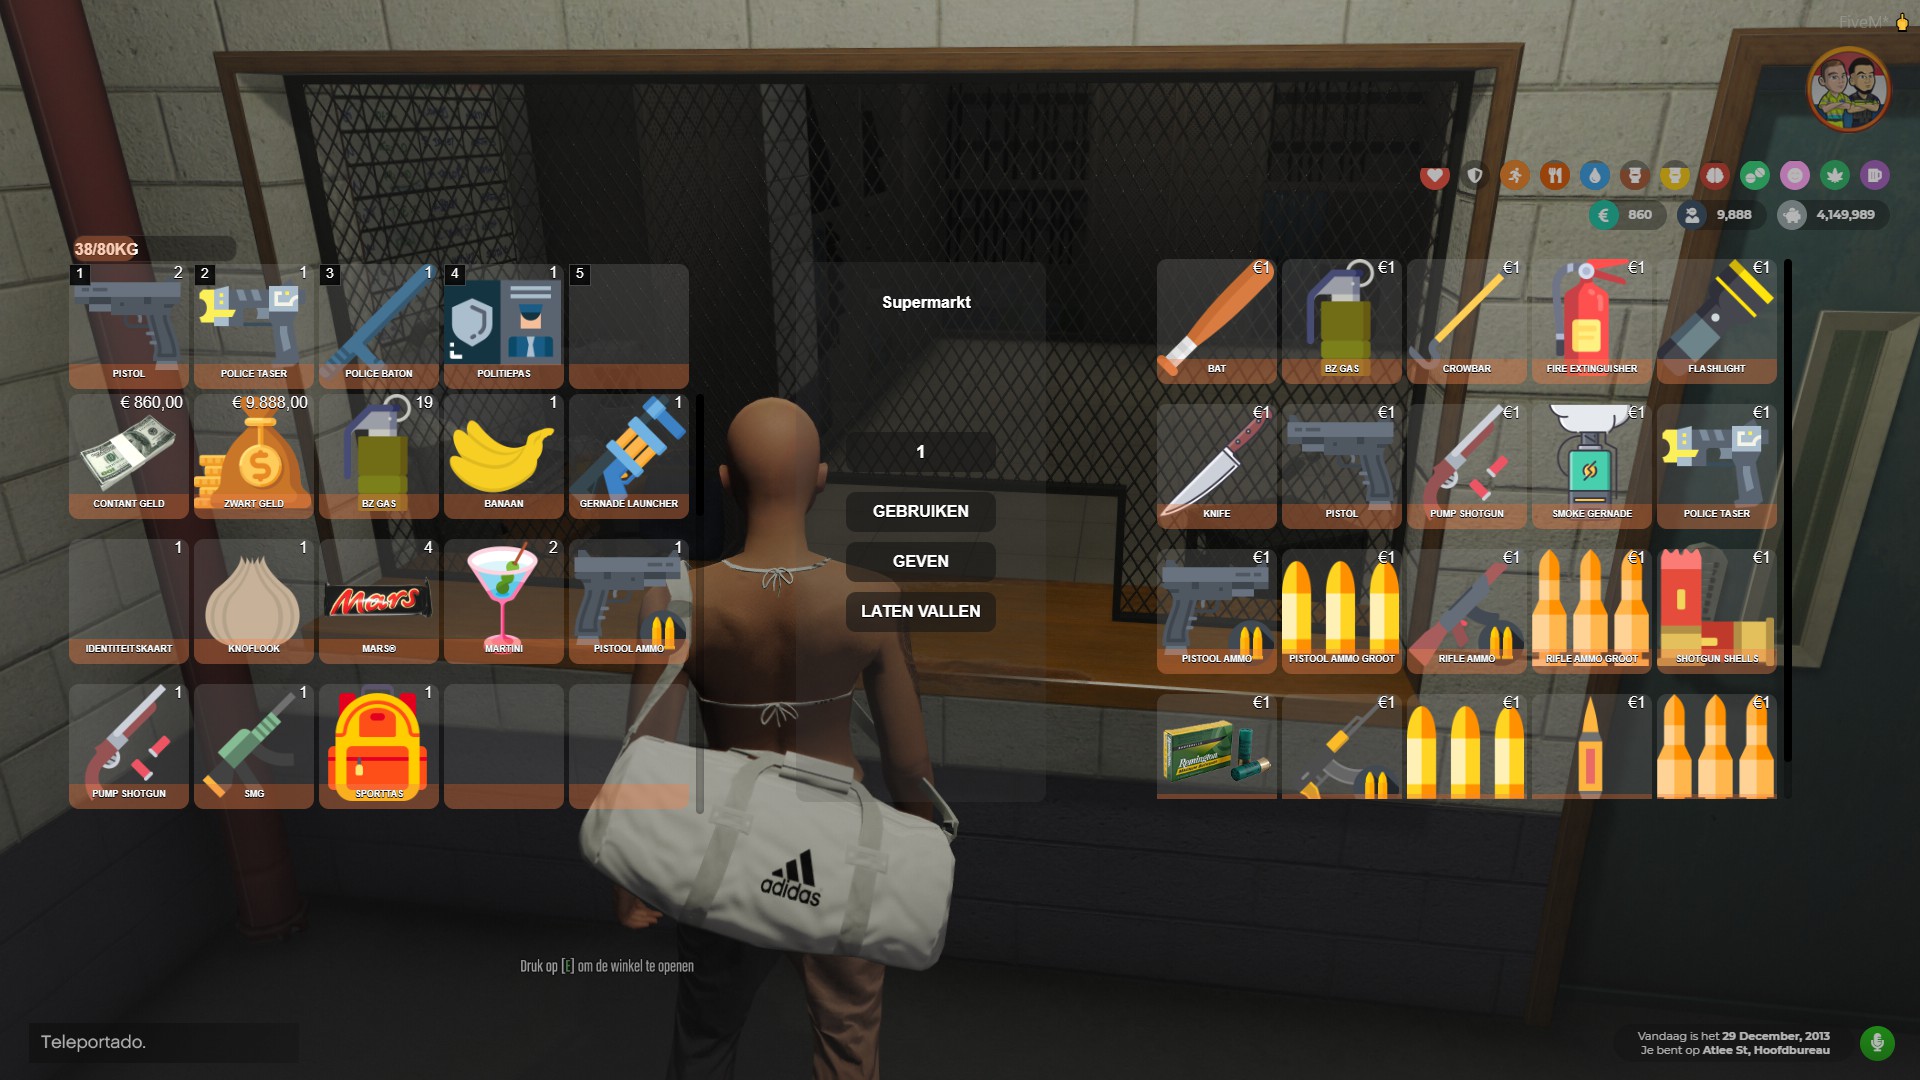 FiveM®
860
9,888
4,149,989
38/80KG
1
2
PISTOL
2
1
POLICE TASER
3
1
POLICE BATON
4
1
POLITIEPAS
5
€ 860,00
CONTANT GELD
€ 9.888,00
ZWART GELD
19
BZ GAS
1
BANAAN
1
GERNADE LAUNCHER
1
IDENTITEITSKAART
1
KNOFLOOK
4
Mars
MARS®
2
MARTINI
1
PISTOOL AMMO
1
PUMP SHOTGUN
1
SMG
1
SPORTTAS
Supermarkt
1
GEBRUIKEN
GEVEN
LATEN VALLEN
€1
BAT
€1
BZ GAS
€1
CROWBAR
€1
FIRE EXTINGUISHER
€1
FLASHLIGHT
€1
KNIFE
€1
PISTOL
€1
PUMP SHOTGUN
€1
SMOKE GERNADE
€1
POLICE TASER
€1
PISTOOL AMMO
€1
PISTOOL AMMO GROOT
€1
RIFLE AMMO
€1
RIFLE AMMO GROOT
€1
SHOTGUN SHELLS
€1
Remington
€1
€1
€1
€1
adidas
Druk op [E] om de winkel te openen
Teleportado.
Vandaag is het 29 December, 2013
Je bent op Atlee St, Hoofdbureau